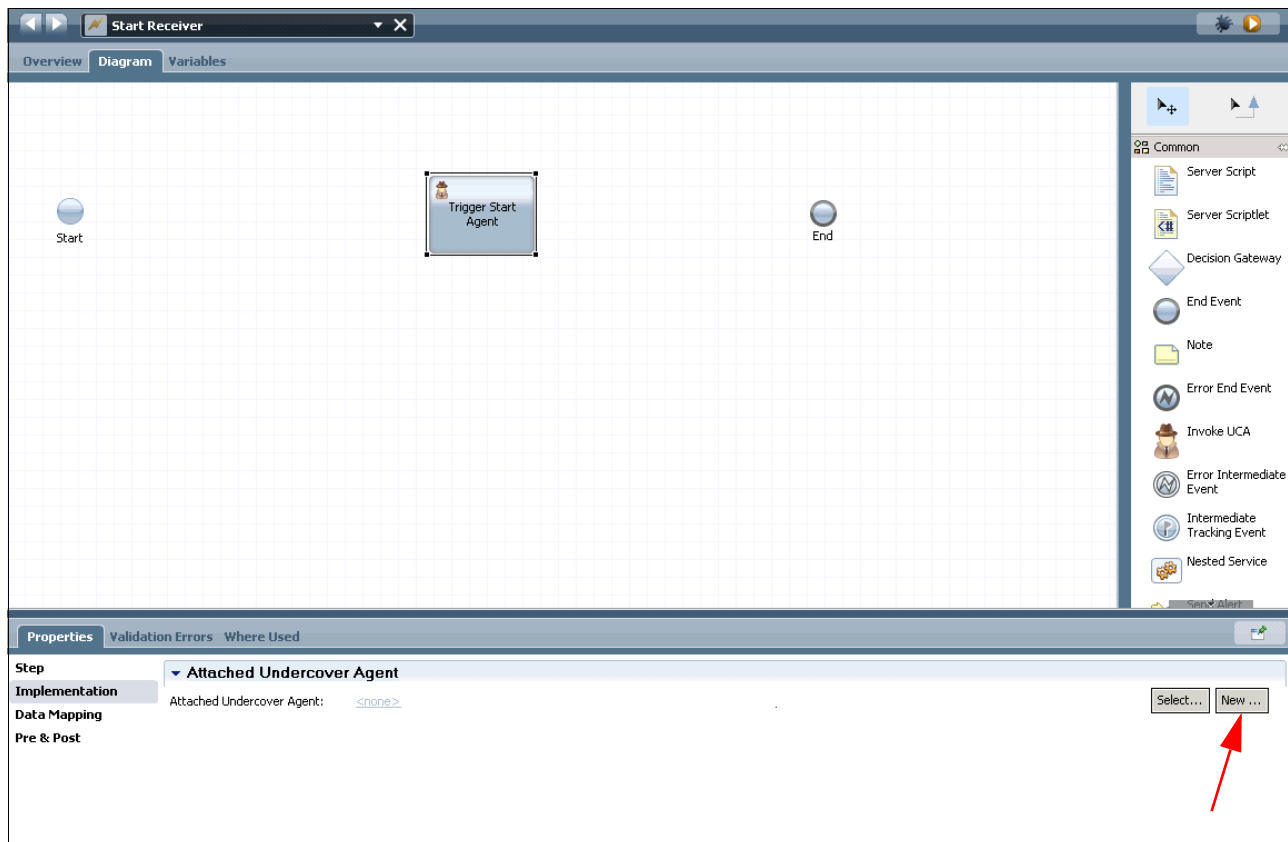 Start Receiver
Overview Diagram Variables
Start
Trigger Start
Agent
End
Common
Server Script
Server Scriptlet
Decision Gateway
End Event
Note
Error End Event
Invoke UCA
Error Intermediate
Event
Intermediate
Tracking Event
Nested Service
Send Alert
Properties Validation Errors Where Used
Step
Implementation
Data Mapping
Pre & Post
Attached Undercover Agent
Attached Undercover Agent: <none>
Select... New ...